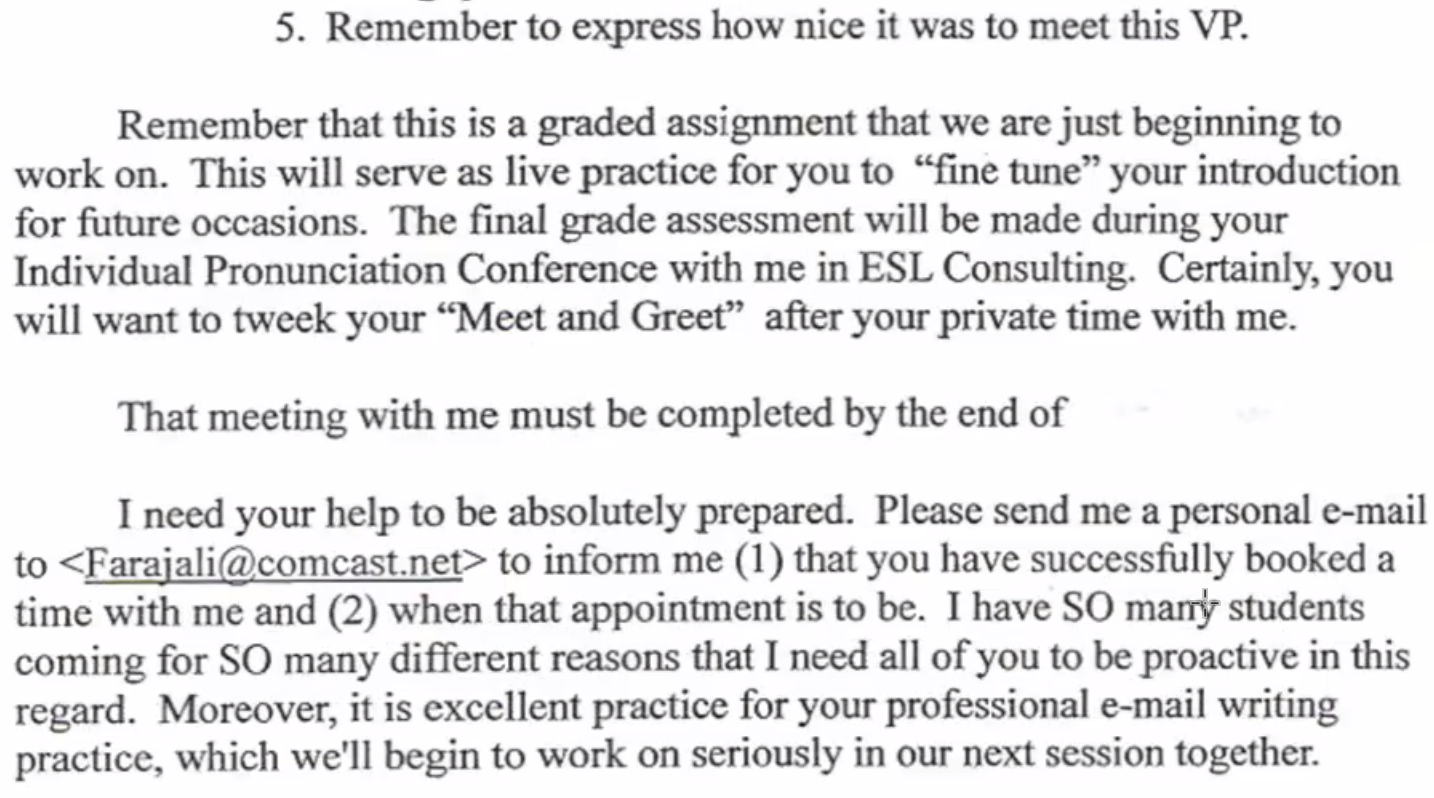 5. Remember to express how nice it was to meet this VP.
Remember that this is a graded assignment that we are just beginning to
work on. This will serve as live practice for you to “fine tune” your introduction
for future occasions. The final grade assessment will be made during your
Individual Pronunciation Conference with me in ESL Consulting. Certainly, you
will want to tweek your “Meet and Greet” after your private time with me.
That meeting with me must be completed by the end of
I need your help to be absolutely prepared. Please send me a personal e-mail
to <Farajali@comcast.net> to inform me (1) that you have successfully booked a
time with me and (2) when that appointment is to be. I have SO many students
coming for SO many different reasons that I need all of you to be proactive in this
regard. Moreover, it is excellent practice for your professional e-mail writing
practice, which we'll begin to work on seriously in our next session together.